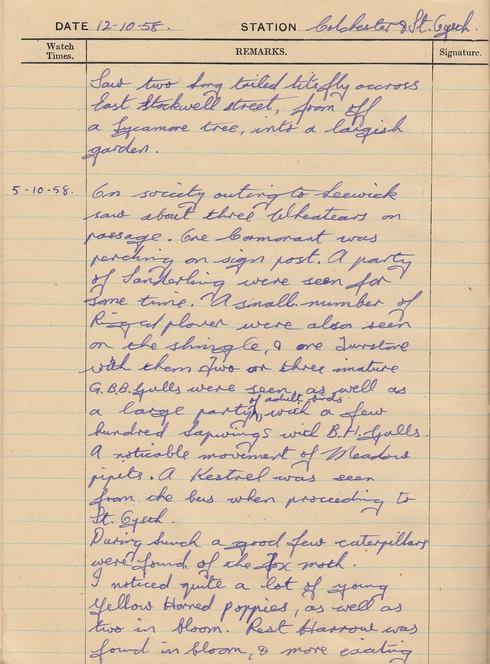 DATE 12-10-58. STATION Colchester & St. Osyth.
Watch Times. REMARKS. Signature.
Saw two long tailed tits fly accross
East Stockwell street, from off
a Sycamore tree, into a largish
garden.
5-10-58. On society outing to Seewick
saw about three Wheatears on
passage. One Cormorant was
perching on sign post. A party
of Sanderling were seen for
some time. A small number of
Ringed plover were also seen
on the shingle, & one Turnstone
with them two or three imature
G.B.B. Gulls were seen, as well as
of adult birds.
a large party, with a few
hundred Lapwings with B.H. Gulls.
A noticable movement of Meadow
pipits. A Kestrel was seen
from the bus when proceeding to
St. Osyth.
During lunch a good few caterpillars
were found of the Fox moth.
I noticed quite a lot of young
Yellow Horned poppies, as well as
two in bloom. Rest Harrow was
found in bloom, & more exciting